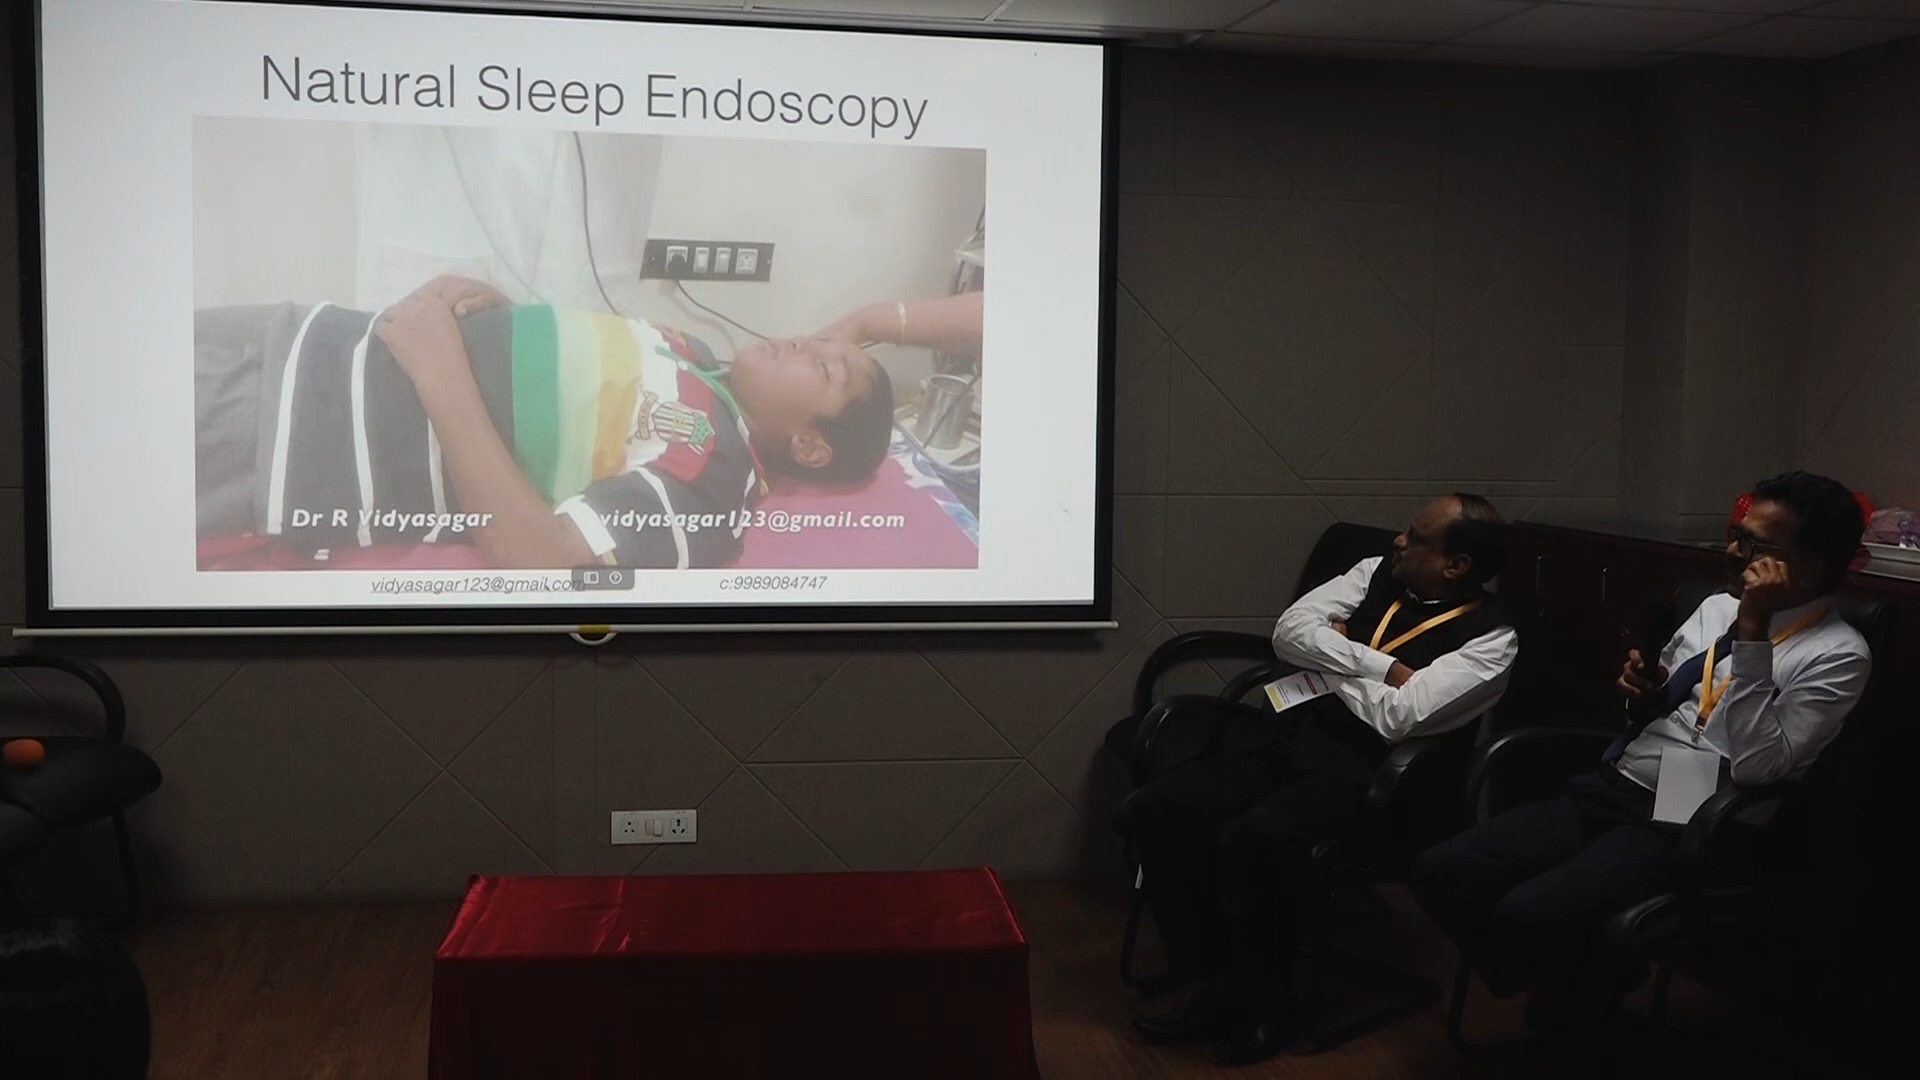 Natural Sleep Endoscopy
Dr R Vidyasagar vidyasagar123@gmail.com
vidyasagar123@gmail.com c:9989084747